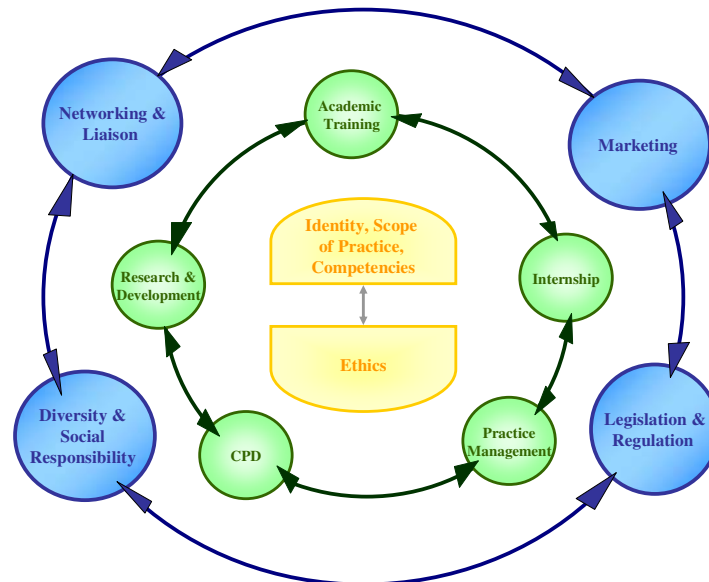 Networking &
Liaison
Academic
Training
Marketing
Identity, Scope
of Practice,
Competencies
Research &
Development
Internship
Ethics
Diversity &
Social
Responsibility
CPD
Practice
Management
Legislation &
Regulation